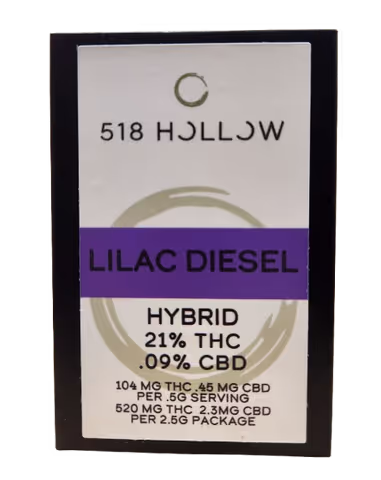 518 HOLLOW
LILAC DIESEL
HYBRID
21% THC
.09% CBD
104 MG THC .45 MG CBD
PER .5G SERVING
520 MG THC 2.3MG CBD
PER 2.5G PACKAGE